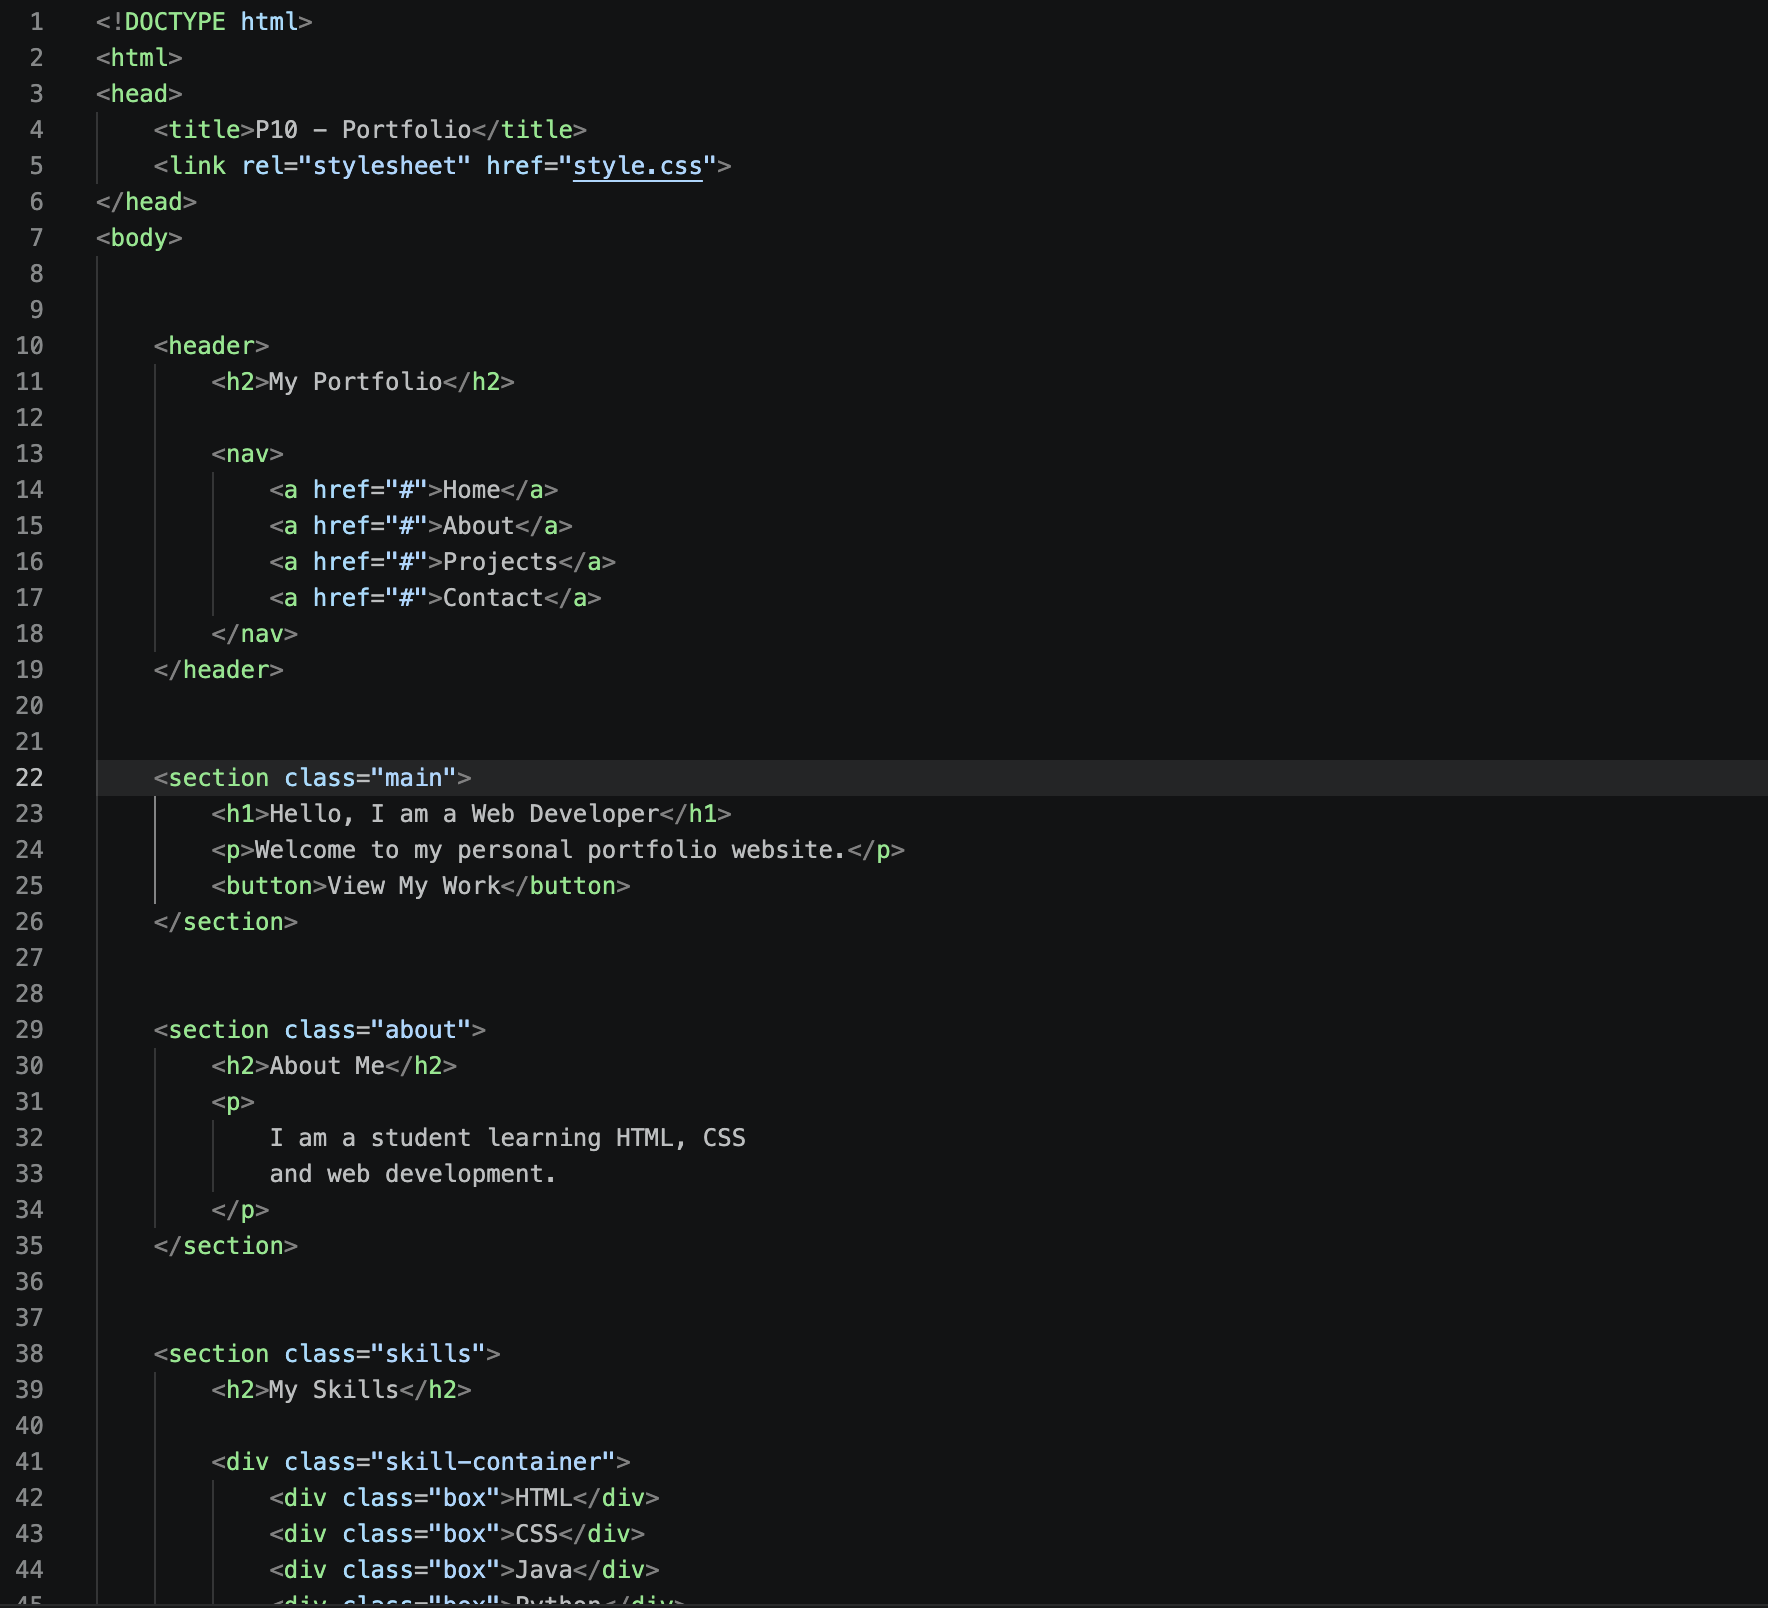 1 <!DOCTYPE html>
2 <html>
3 <head>
4     <title>P10 - Portfolio</title>
5     <link rel="stylesheet" href="style.css">
6 </head>
7 <body>
8
9
10     <header>
11         <h2>My Portfolio</h2>
12
13         <nav>
14             <a href="#">Home</a>
15             <a href="#">About</a>
16             <a href="#">Projects</a>
17             <a href="#">Contact</a>
18         </nav>
19     </header>
20
21
22     <section class="main">
23         <h1>Hello, I am a Web Developer</h1>
24         <p>Welcome to my personal portfolio website.</p>
25         <button>View My Work</button>
26     </section>
27
28
29     <section class="about">
30         <h2>About Me</h2>
31         <p>
32             I am a student learning HTML, CSS
33             and web development.
34         </p>
35     </section>
36
37
38     <section class="skills">
39         <h2>My Skills</h2>
40
41         <div class="skill-container">
42             <div class="box">HTML</div>
43             <div class="box">CSS</div>
44             <div class="box">Java</div>
45             <div class="box">Python</div>